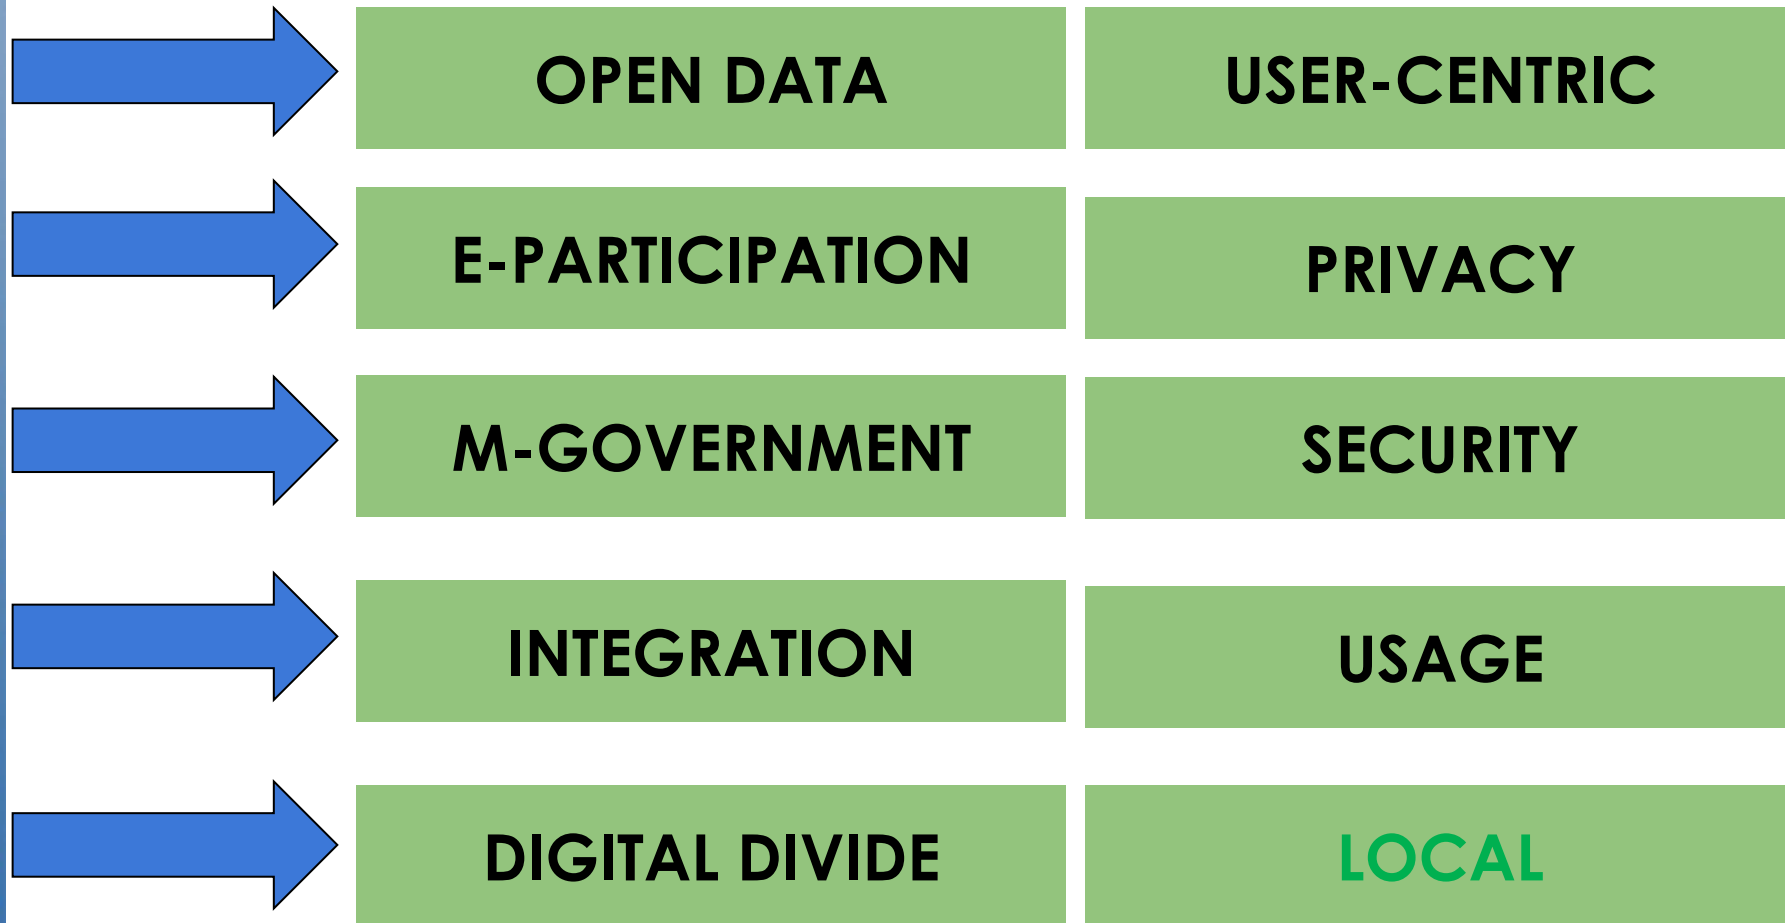 OPEN DATA
USER-CENTRIC
E-PARTICIPATION
PRIVACY
M-GOVERNMENT
SECURITY
INTEGRATION
USAGE
DIGITAL DIVIDE
LOCAL